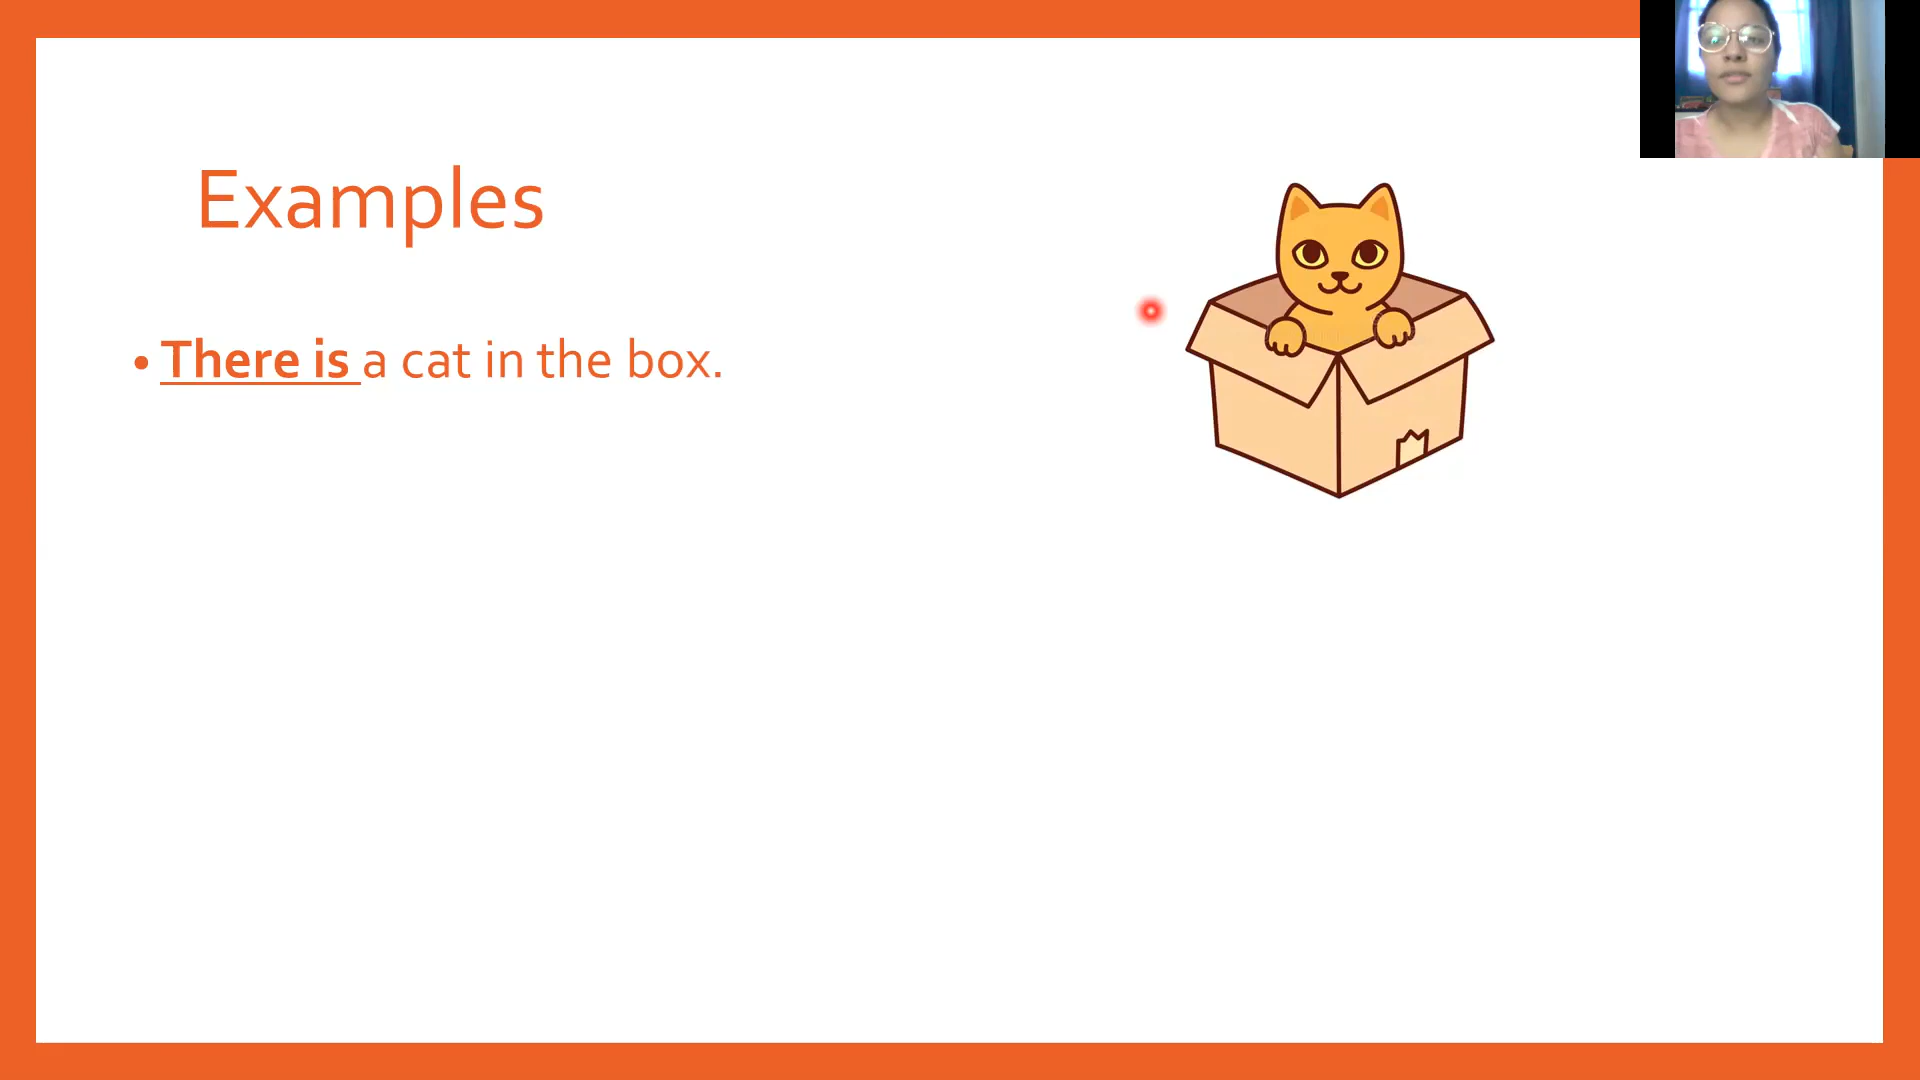 Examples
• There is a cat in the box.